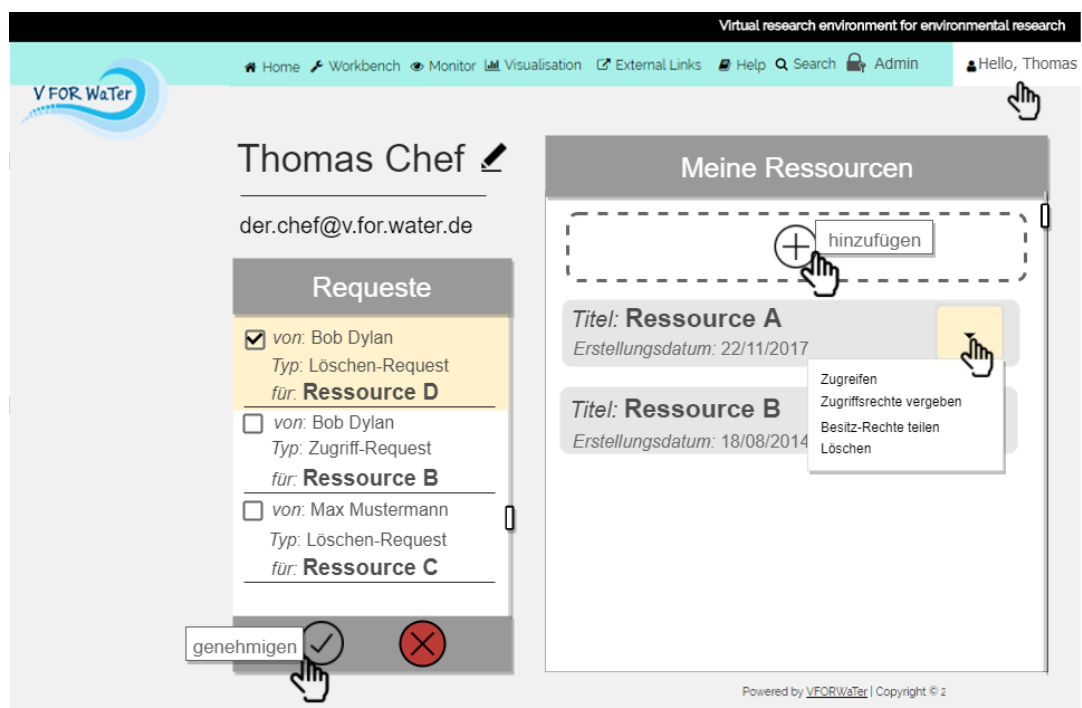 Virtual research environment for environmental research
Home Workbench Monitor Visualisation External Links Help Search Admin Hello, Thomas
V FOR WaTer
Thomas Chef
der.chef@v.for.water.de
Requeste
von: Bob Dylan
Typ: Löschen-Request
für: Ressource D
von: Bob Dylan
Typ: Zugriff-Request
für: Ressource B
von: Max Mustermann
Typ: Löschen-Request
für: Ressource C
genehmigen
Meine Ressourcen
hinzufügen
Titel: Ressource A
Erstellungsdatum: 22/11/2017
Zugreifen
Zugriffsrechte vergeben
Besitz-Rechte teilen
Löschen
Titel: Ressource B
Erstellungsdatum: 18/08/2014
Powered by VFORWaTer | Copyright © 2